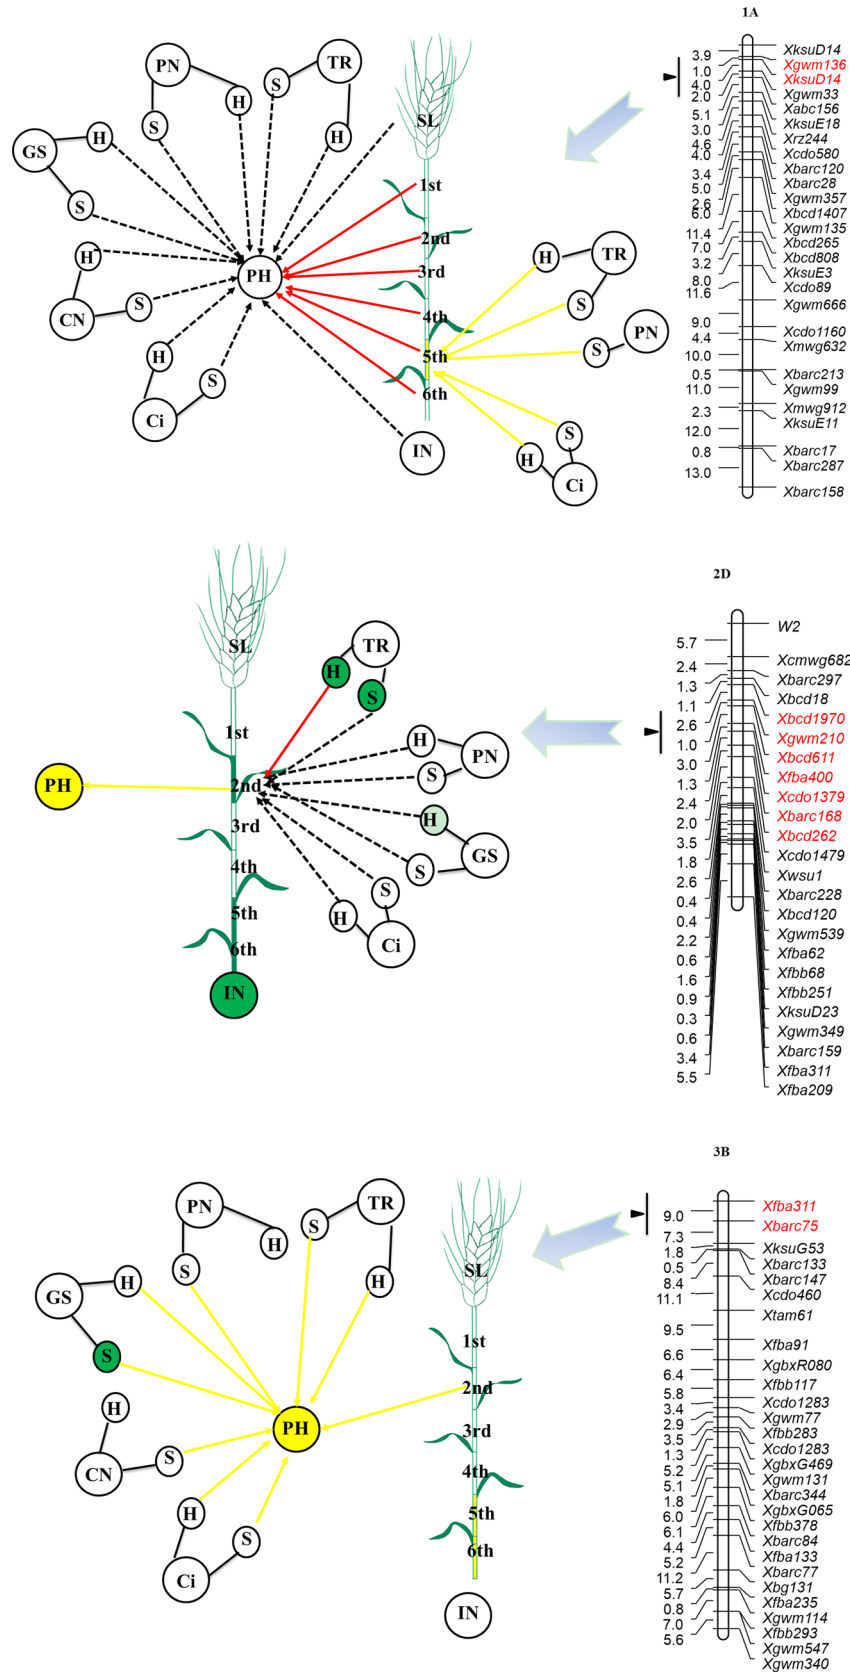 1A
PN
TR
S
H
S
H
GS
H
S
SL
1st
2nd
3rd
4th
5th
6th
H
CN
S
PH
H
S
Ci
IN
H
TR
S
S
PN
S
H
Ci
3.9
1.0
4.0
2.0
5.1
3.0
4.6
4.0
3.4
5.0
2.6
6.0
11.4
7.0
3.2
8.0
11.6
9.0
4.4
10.0
0.5
11.0
2.3
12.0
0.8
13.0
XksuD14
Xgwm136
XksuD14
Xgwm33
Xabc156
XksuE18
Xrz244
Xcdo580
Xbarc120
Xbarc28
Xgwm357
Xbcd1407
Xgwm135
Xbcd265
Xbcd808
XksuE3
Xcdo89
Xgwm666
Xcdo1160
Xmwg632
Xbarc213
Xgwm99
Xmwg912
XksuE11
Xbarc17
Xbarc287
Xbarc158
2D
SL
H
TR
S
1st
2nd
3rd
4th
5th
6th
PH
H
PN
S
H
GS
S
S
H
Ci
IN
5.7
2.4
1.3
1.1
2.6
1.0
3.0
1.3
2.4
2.0
3.5
1.8
2.6
0.4
0.4
2.2
0.6
1.6
0.9
0.3
0.6
3.4
5.5
W2
Xcmwg682
Xbarc297
Xbcd18
Xbcd1970
Xgwm210
Xbcd611
Xfba400
Xcdo1379
Xbarc168
Xbcd262
Xcdo1479
Xwsu1
Xbarc228
Xbcd120
Xgwm539
Xfba62
Xfbb68
Xfbb251
XksuD23
Xgwm349
Xbarc159
Xfba311
Xfba209
3B
PN
TR
S
H
S
H
GS
H
S
SL
1st
2nd
3rd
4th
5th
6th
H
CN
S
PH
H
S
Ci
IN
9.0
7.3
1.8
0.5
8.4
11.1
9.5
6.6
6.4
5.8
3.4
2.9
3.5
1.3
5.2
5.1
1.8
6.0
6.1
4.4
5.2
11.2
5.7
0.8
7.0
5.6
Xfba311
Xbarc75
XksuG53
Xbarc133
Xbarc147
Xcdo460
Xtam61
Xfba91
XgbxR080
Xfbb117
Xcdo1283
Xgwm77
Xfbb283
Xcdo1283
XgbxG469
Xgwm131
Xbarc344
XgbxG065
Xfbb378
Xbarc84
Xfba133
Xbarc77
Xbg131
Xfba235
Xgwm114
Xfbb293
Xgwm547
Xgwm340